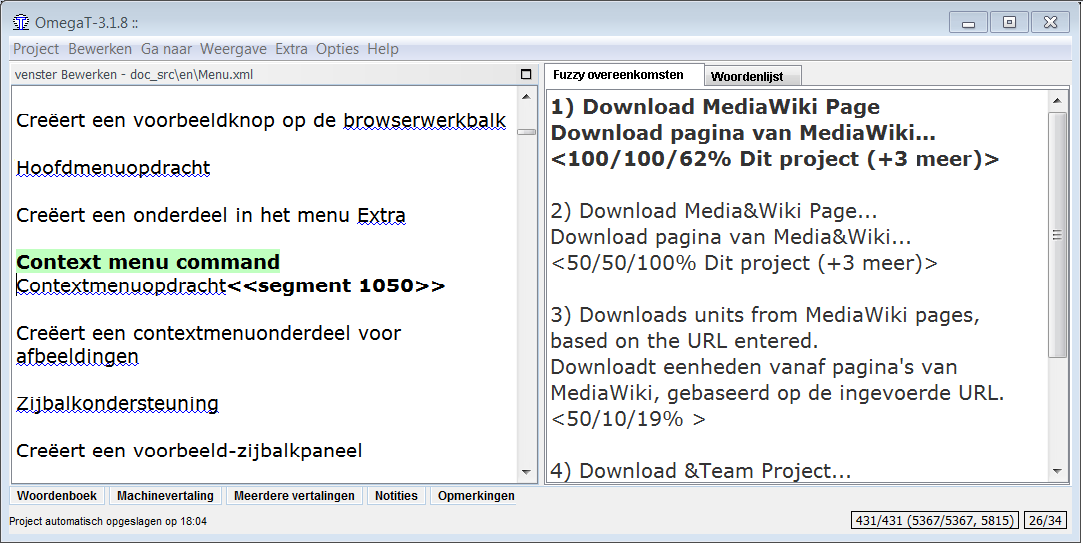 OmegaT-3.1.8 ::
Project Bewerken Ga naar Weergave Extra Opties Help
venster Bewerken - doc_src\en\Menu.xml
Creëert een voorbeeldknop op de browserwerkbalk
Hoofdmenuopdracht
Creëert een onderdeel in het menu Extra
Context menu command
Contextmenuopdracht<<segment 1050>>
Creëert een contextmenuonderdeel voor
afbeeldingen
Zijbalkondersteuning
Creëert een voorbeeld-zijbalkpaneel
Fuzzy overeenkomsten
Woordenlijst
1) Download MediaWiki Page
Download pagina van MediaWiki...
<100/100/62% Dit project (+3 meer)>
2) Download Media&Wiki Page...
Download pagina van Media&Wiki...
<50/50/100% Dit project (+3 meer)>
3) Downloads units from MediaWiki pages,
based on the URL entered.
Downloadt eenheden vanaf pagina's van
MediaWiki, gebaseerd op de ingevoerde URL.
<50/10/19% >
4) Download &Team Project...
Woordenboek Machinevertaling Meerdere vertalingen Notities Opmerkingen
Project automatisch opgeslagen op 18:04
431/431 (5367/5367, 5815) 26/34